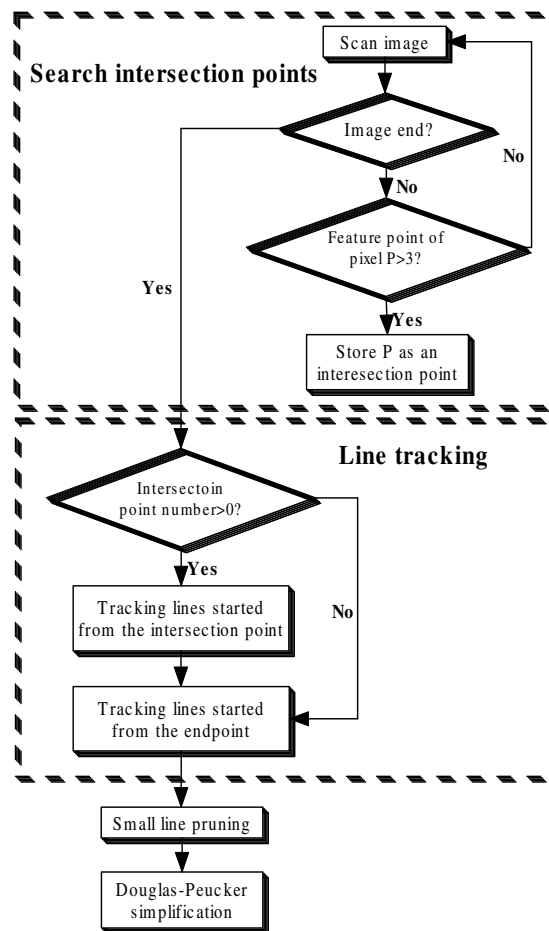 Scan image
Search intersection points
Image end?
No
No
Feature point of
pixel P>3?
Yes
Yes
Store P as an
interesection point
Line tracking
Intersectoin
point number>0?
Yes
Tracking lines started
from the intersection point
No
Tracking lines started
from the endpoint
Small line pruning
Douglas-Peucker
simplification